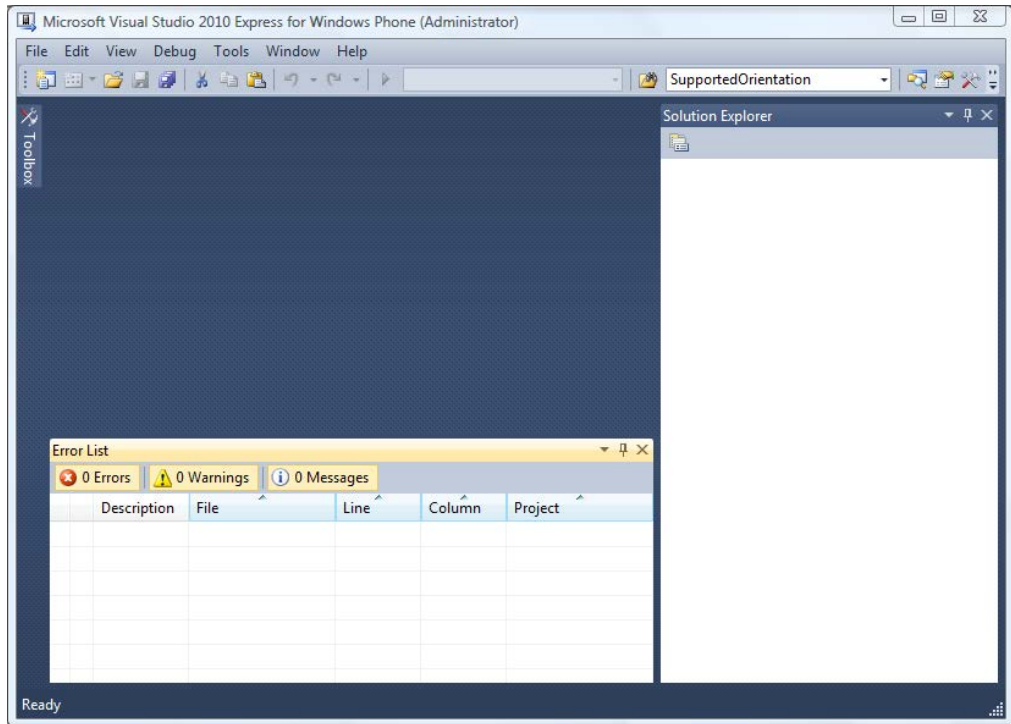 Microsoft Visual Studio 2010 Express for Windows Phone (Administrator)
File Edit View Debug Tools Window Help
SupportedOrientation
Toolbox
Solution Explorer
Error List
0 Errors 0 Warnings 0 Messages
Description File Line Column Project
Ready